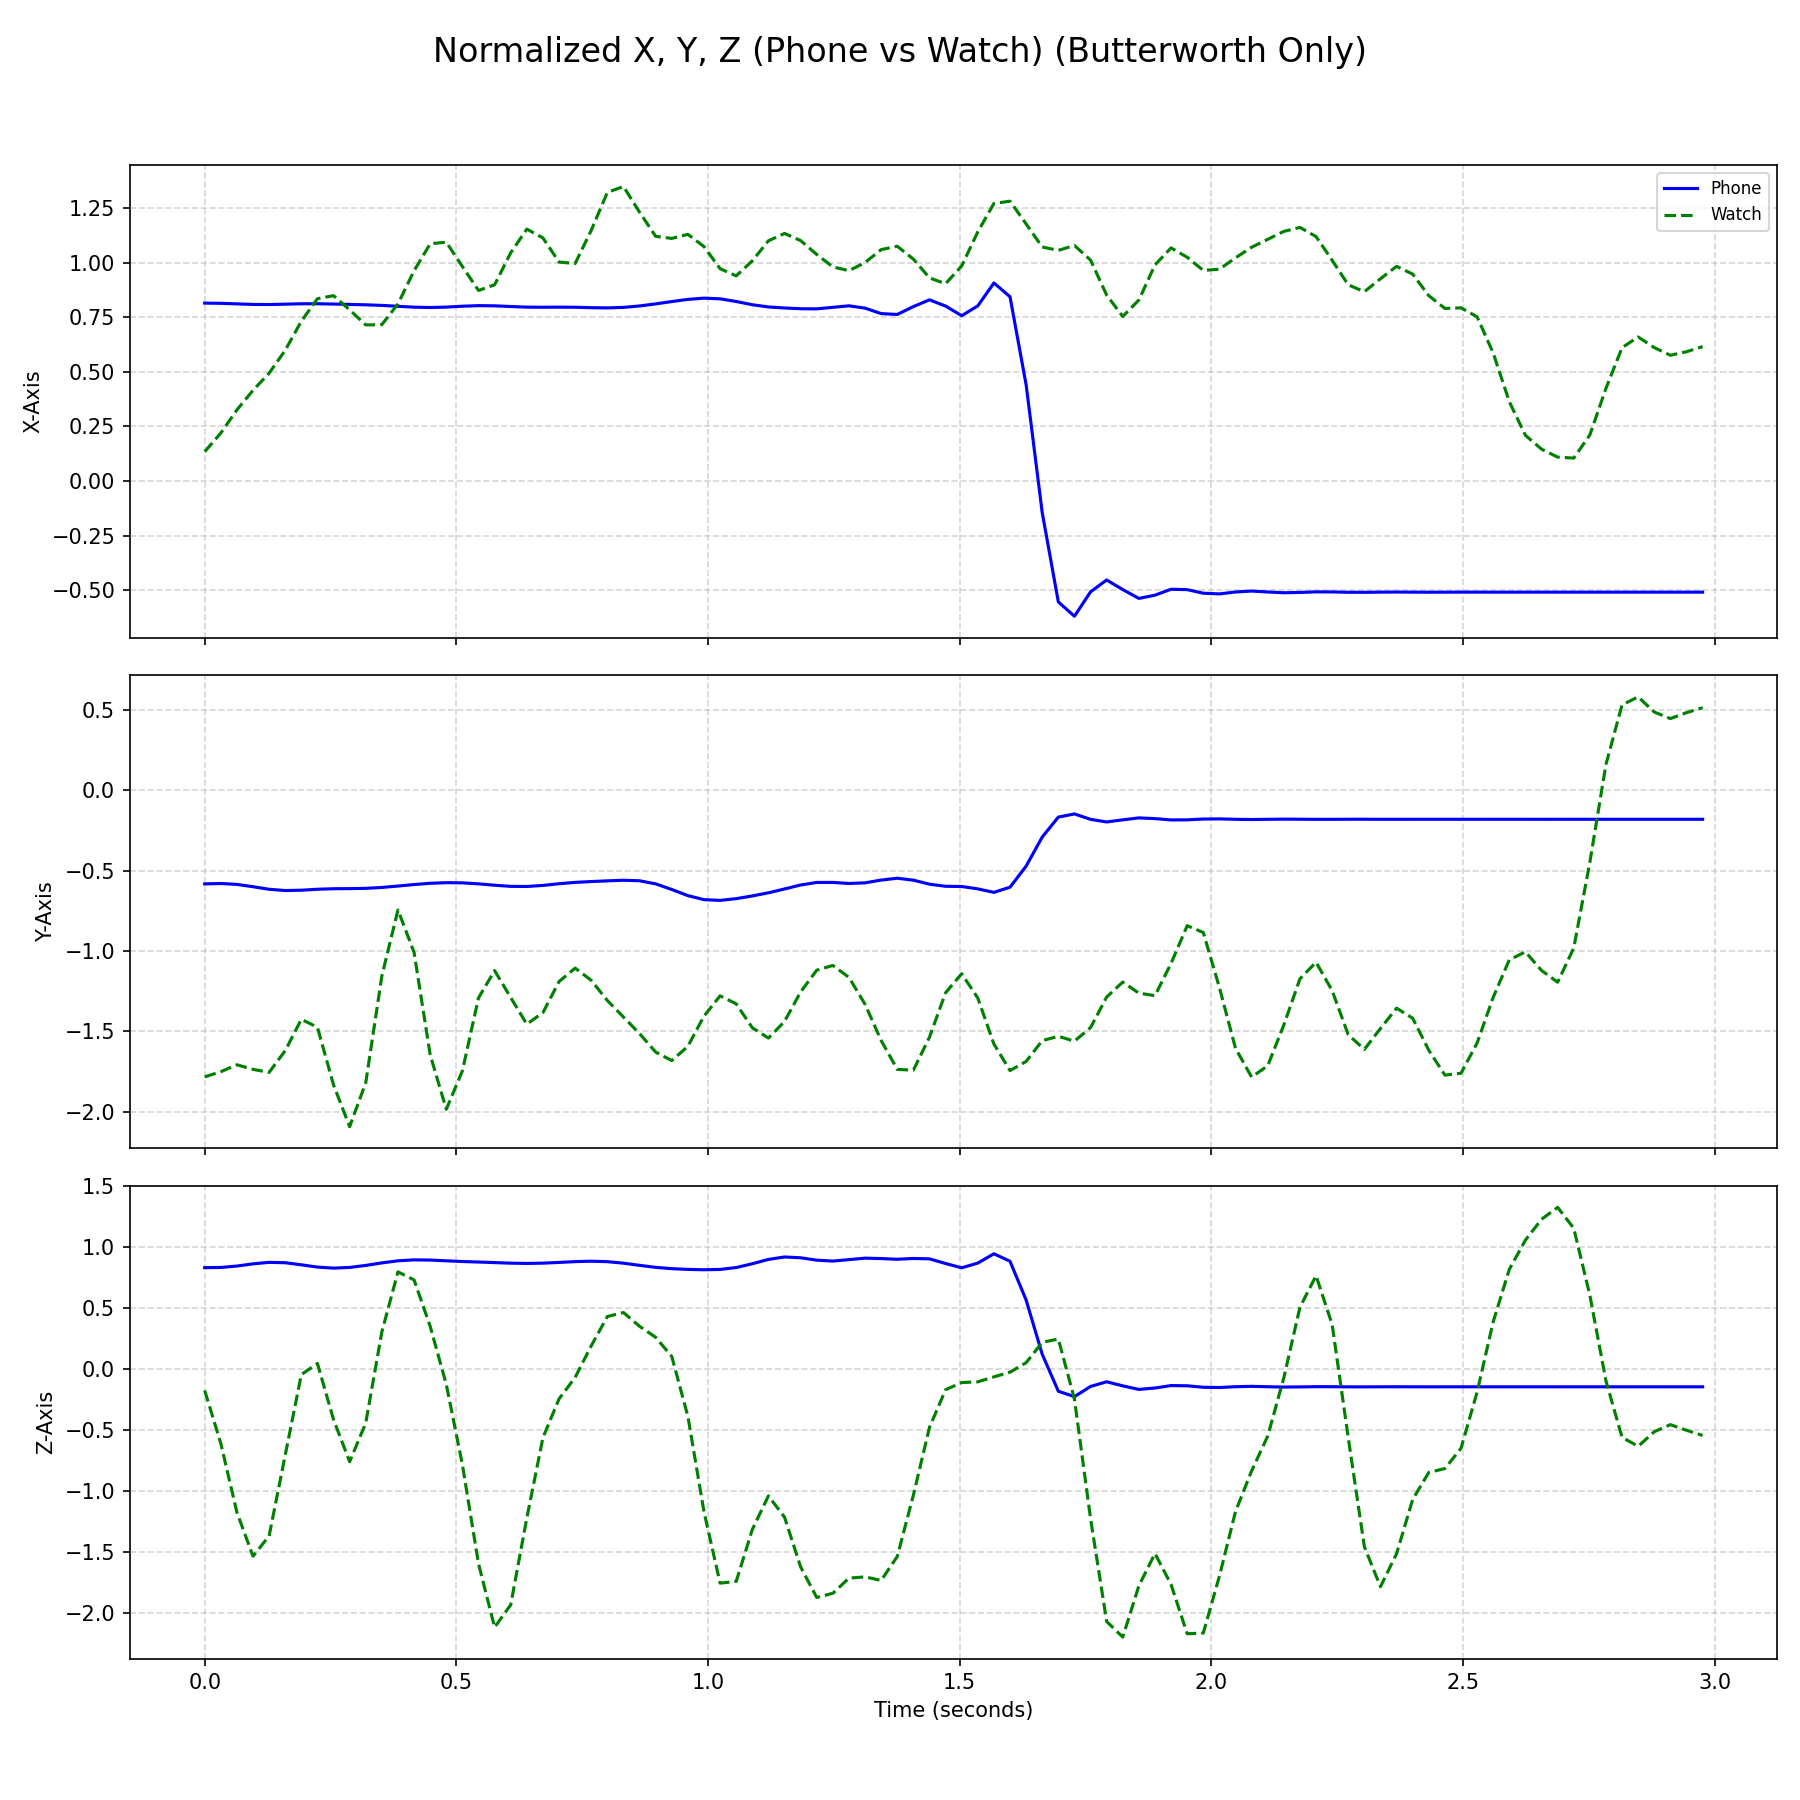 Normalized X, Y, Z (Phone vs Watch) (Butterworth Only)
Phone
Watch
X-Axis
1.25
1.00
0.75
0.50
0.25
0.00
−0.25
−0.50
Y-Axis
0.5
0.0
−0.5
−1.0
−1.5
−2.0
Z-Axis
1.5
1.0
0.5
0.0
−0.5
−1.0
−1.5
−2.0
0.0 0.5 1.0 1.5 2.0 2.5 3.0
Time (seconds)